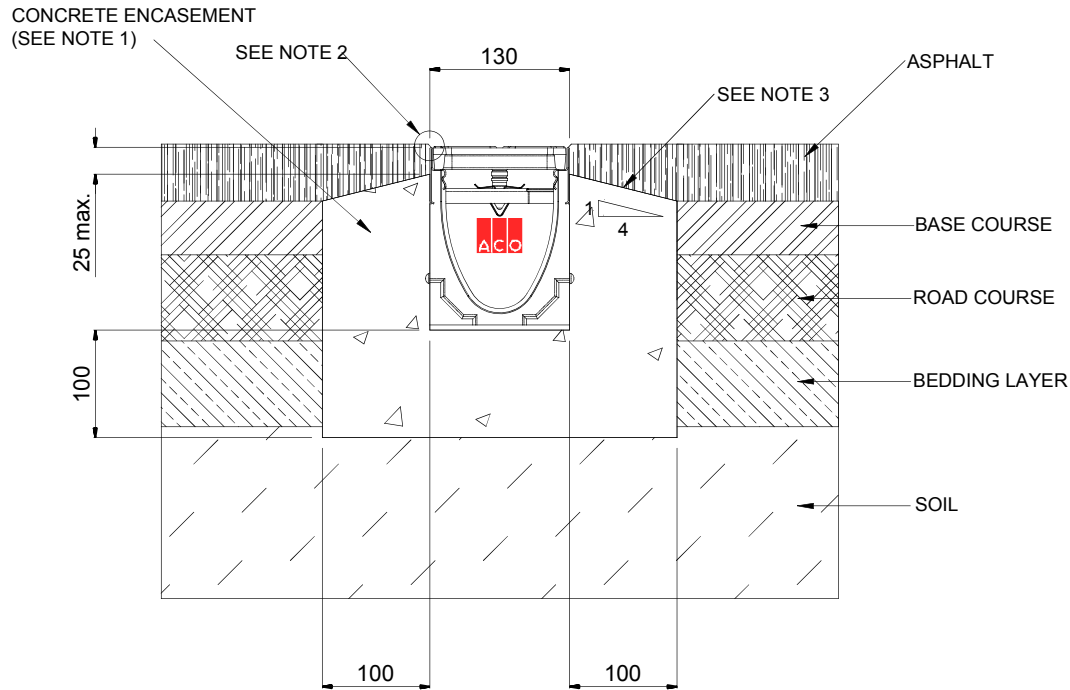 CONCRETE ENCASEMENT
(SEE NOTE 1)
SEE NOTE 2
130
ASPHALT
SEE NOTE 3
25 max.
1
4
ACO
BASE COURSE
ROAD COURSE
100
BEDDING LAYER
SOIL
100
100